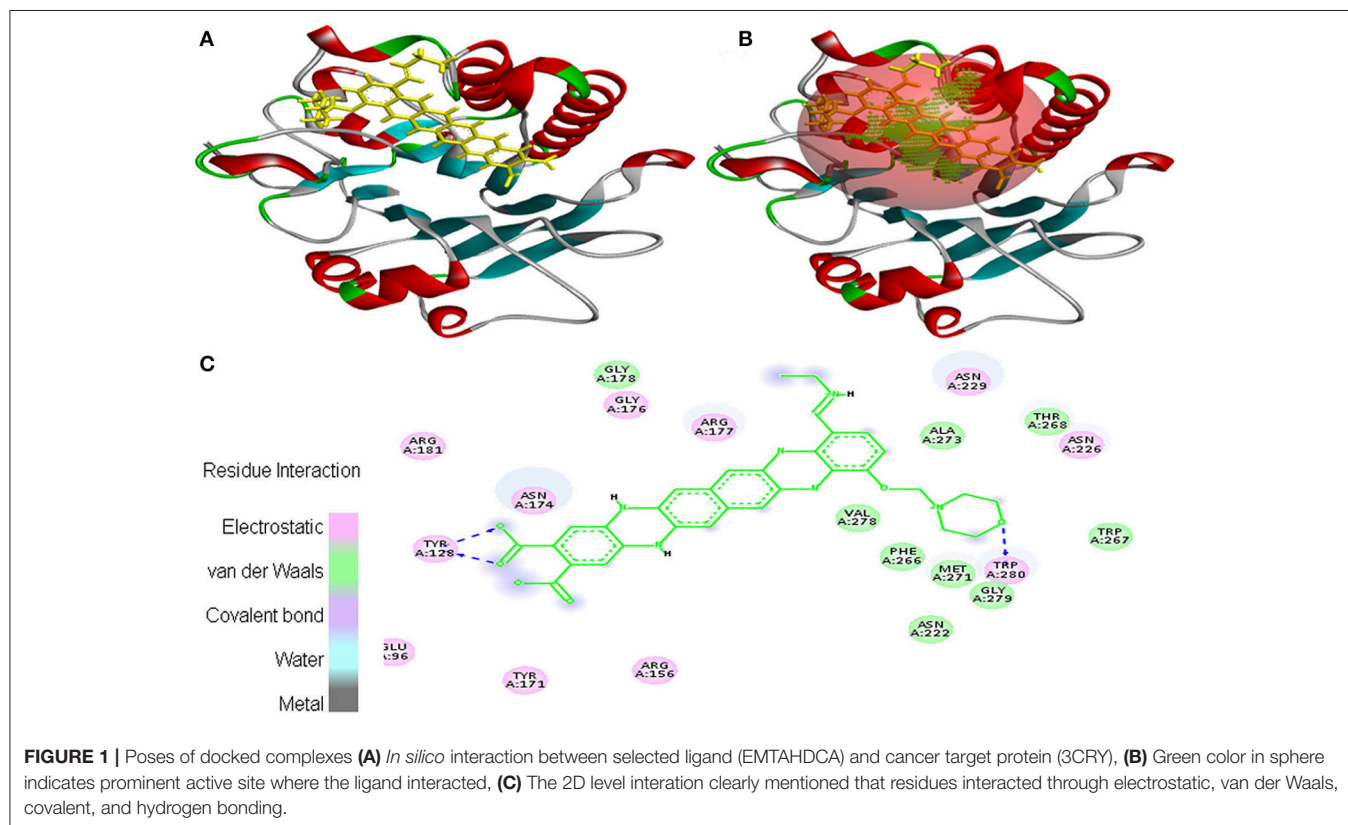 A
B
C
GLY
A:178
GLY
A:176
ARG
A:177
N
H
ASN
A:229
ALA
A:273
THR
A:268
ASN
A:226
ARG
A:181
Residue Interaction
Electrostatic
van der Waals
Covalent bond
Water
Metal
ASN
A:174
H
N
N
N
O
N
O
VAL
A:278
TRP
A:267
TYR
A:128
O
O
O
O
N
H
PHE
A:266
MET
A:271
TRP
A:280
GLY
A:279
ASN
A:222
GLU
A:96
TYR
A:171
ARG
A:156
FIGURE 1 | Poses of docked complexes (A) In silico interaction between selected ligand (EMTAHDCA) and cancer target protein (3CRY), (B) Green color in sphere
indicates prominent active site where the ligand interacted, (C) The 2D level interation clearly mentioned that residues interacted through electrostatic, van der Waals,
covalent, and hydrogen bonding.